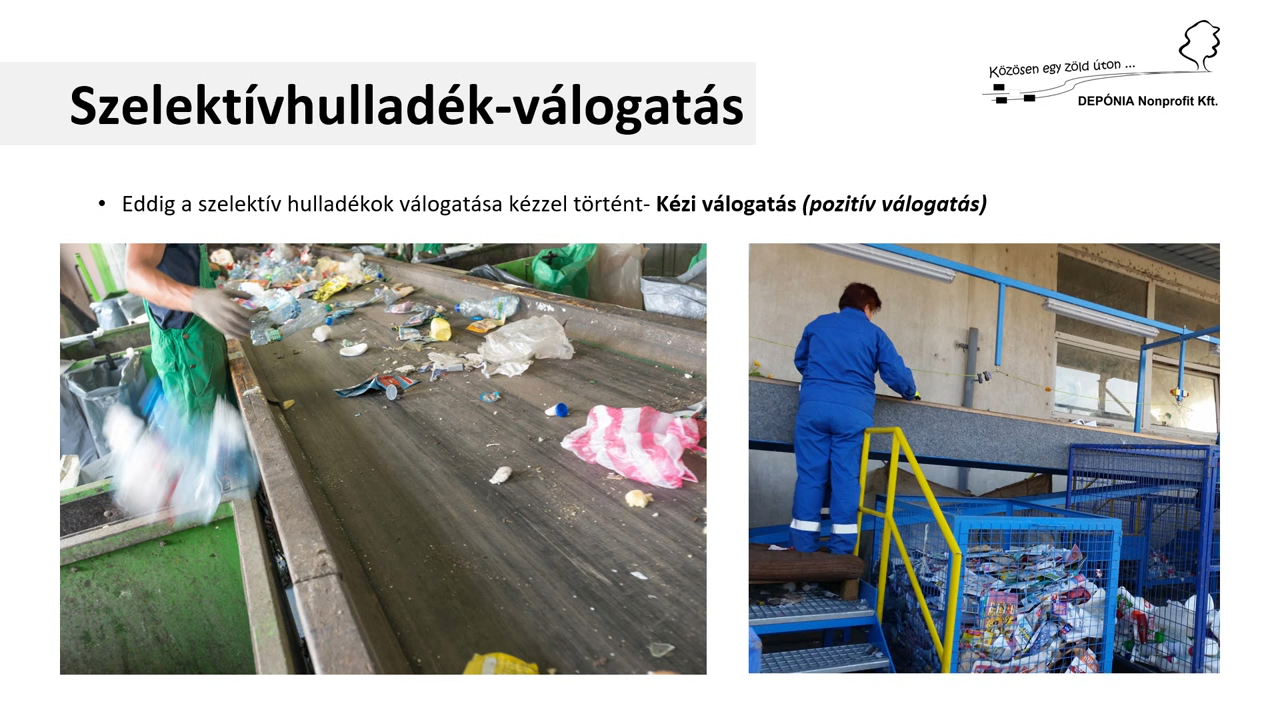 Közösen egy zöld úton ...
DEPÓNIA Nonprofit Kft.
Szelektívhulladék-válogatás
• Eddig a szelektív hulladékok válogatása kézzel történt- Kézi válogatás (pozitív válogatás)